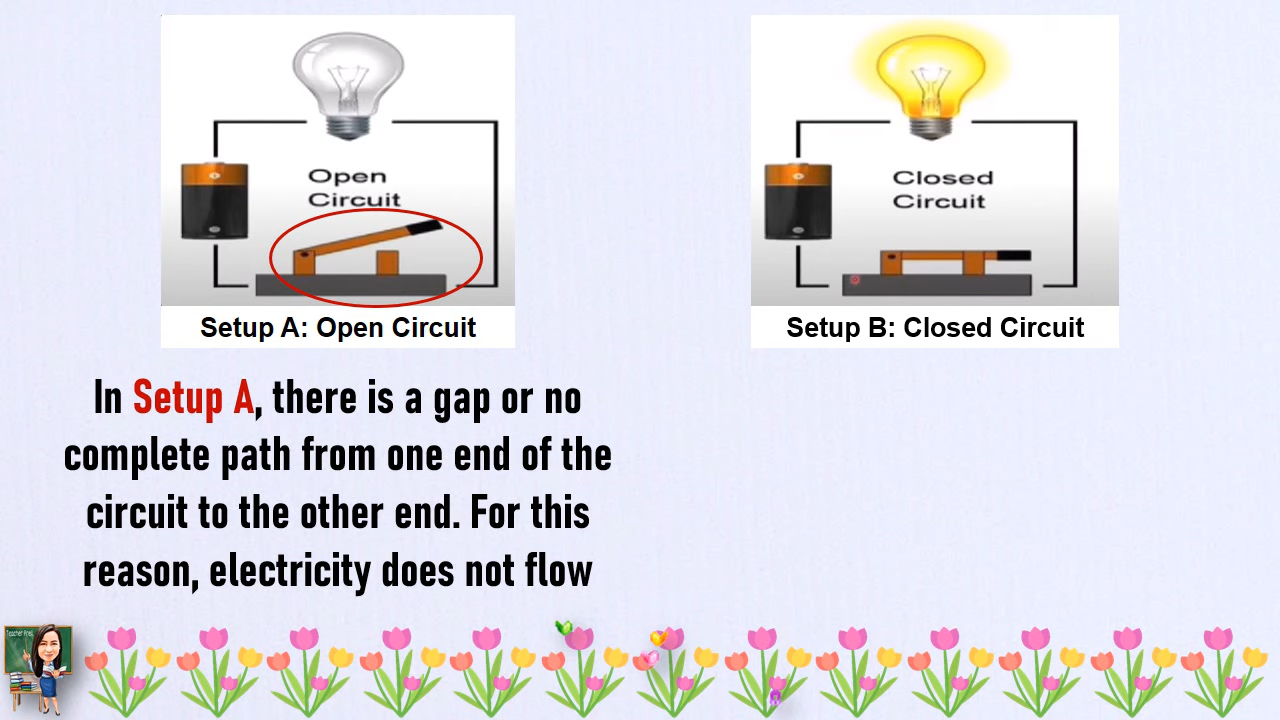 Open
Circuit
Setup A: Open Circuit
Closed
Circuit
Setup B: Closed Circuit
In Setup A, there is a gap or no
complete path from one end of the
circuit to the other end. For this
reason, electricity does not flow